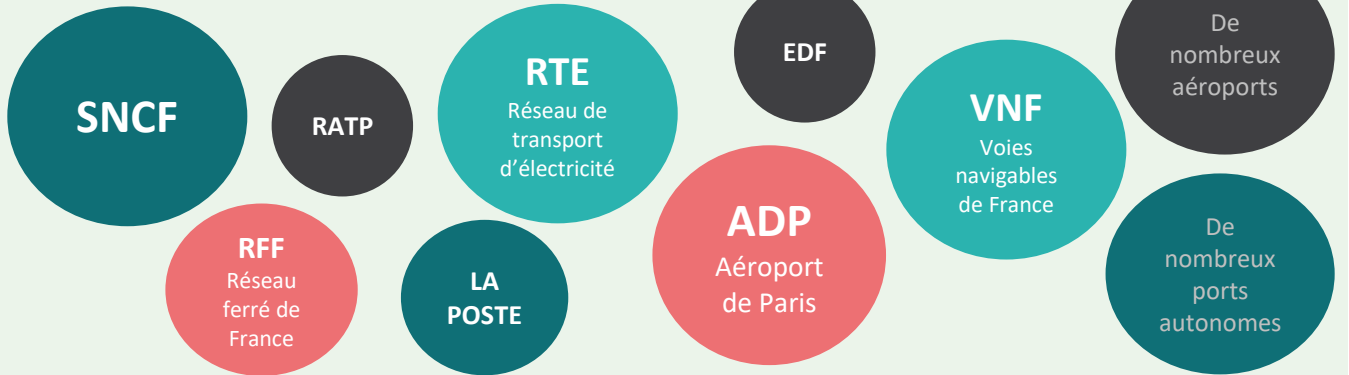 SNCF
RATP
RTE
Réseau de
transport
d’électricité
EDF
VNF
Voies
navigables
de France
De
nombreux
aéroports
RFF
Réseau
ferré de
France
LA
POSTE
ADP
Aéroport
de Paris
De
nombreux
ports
autonomes